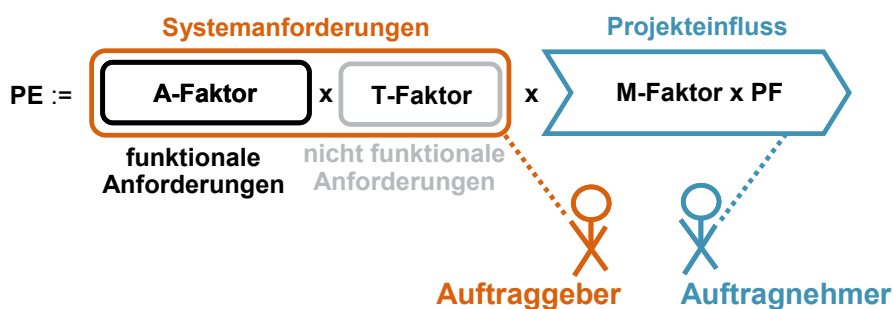 Systemanforderungen
Projekteinfluss
PE := A-Faktor x T-Faktor x M-Faktor x PF
funktionale
Anforderungen
nicht funktionale
Anforderungen
Auftraggeber
Auftragnehmer